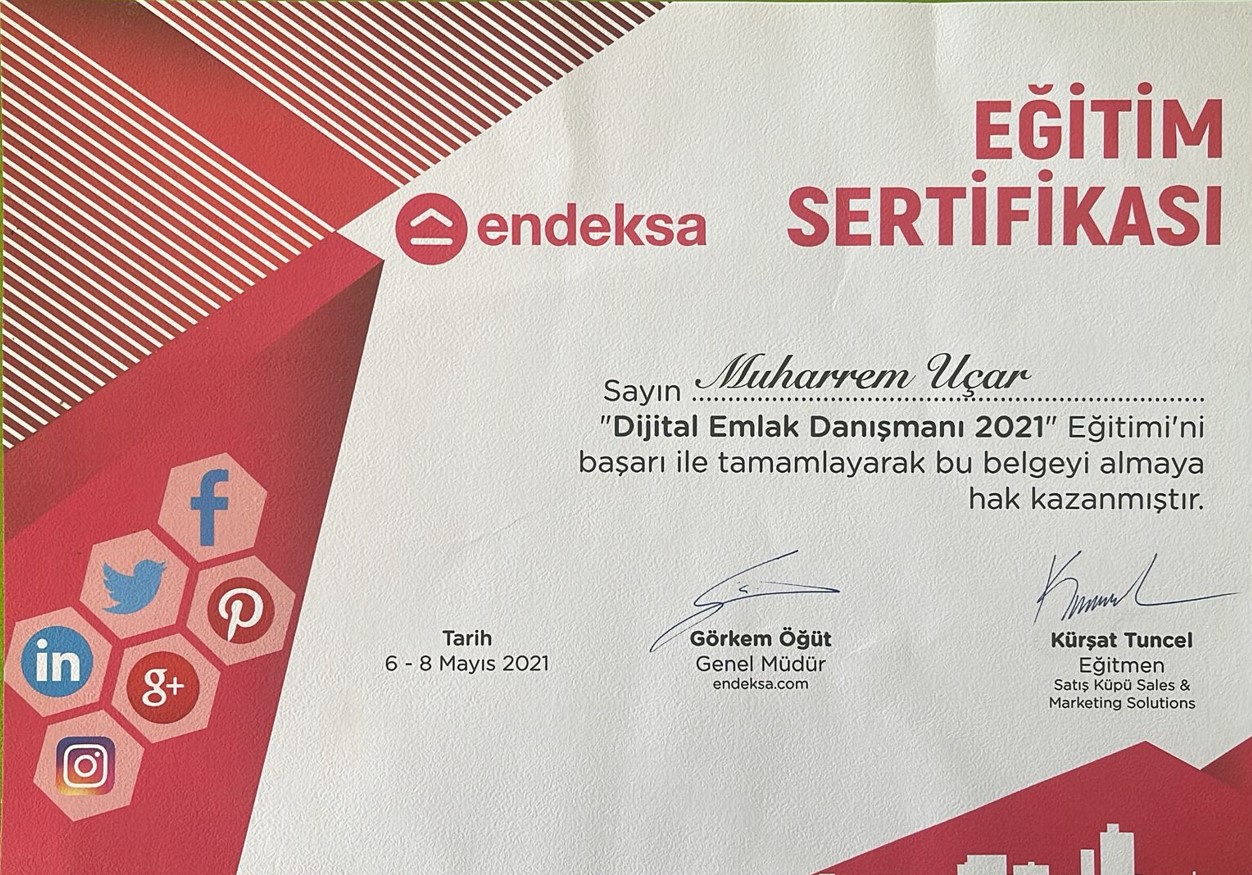 EĞİTİM
SERTİFİKASI
endeksa
Sayın Muharrem Uçar
"Dijital Emlak Danışmanı 2021" Eğitimi'ni
başarı ile tamamlayarak bu belgeyi almaya
hak kazanmıştır.
Tarih
6 - 8 Mayıs 2021
Görkem Öğüt
Genel Müdür
endeksa.com
Kürşat Tuncel
Eğitmen
Satış Küpü Sales &
Marketing Solutions
f
in
g+